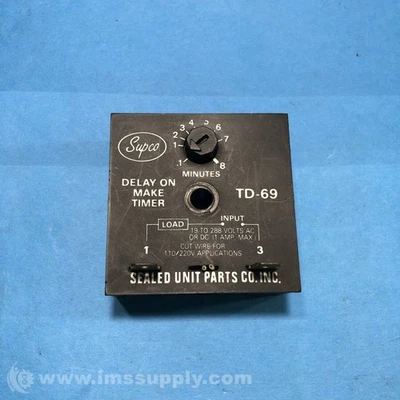 Supco
.1 1 2 3 4 5 6 7 8
MINUTES
DELAY ON
MAKE
TIMER
TD-69
LOAD
INPUT
19 TO 288 VOLTS AC
OR DC (1 AMP. MAX.)
1
3
CUT WIRE FOR
110/220V APPLICATIONS
SEALED UNIT PARTS CO. INC.
© www.imssupply.com/